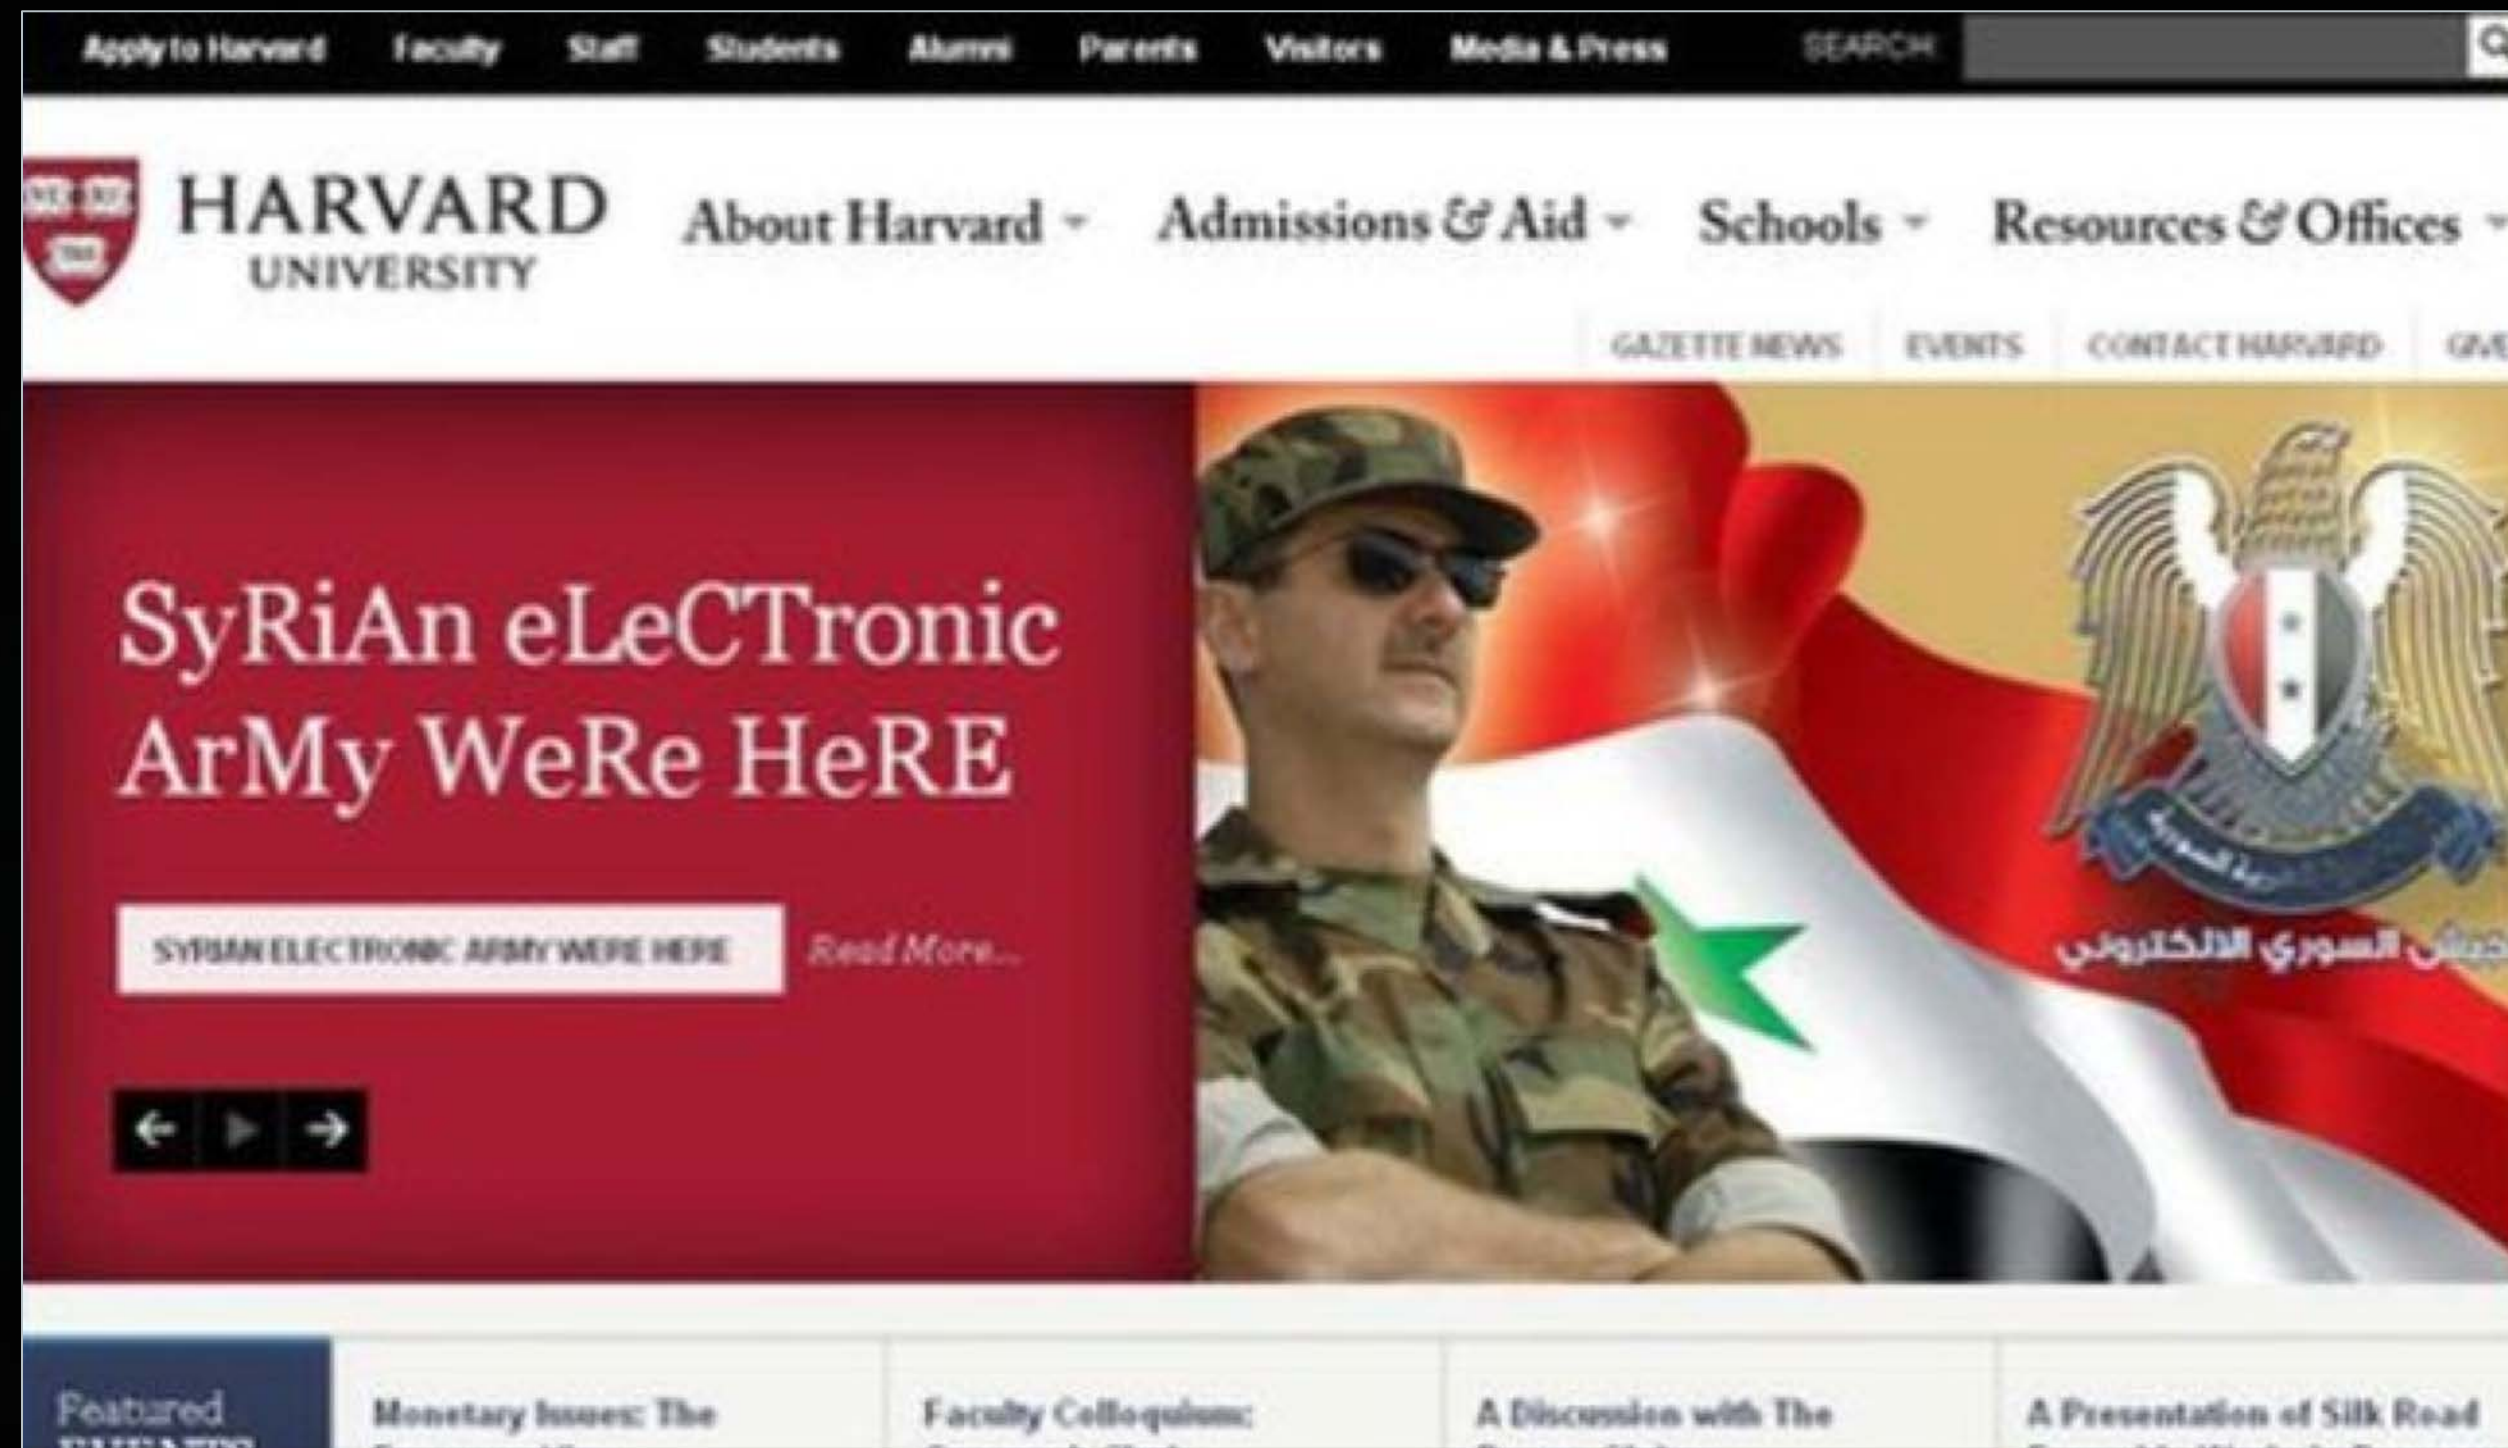 Apply to Harvard Faculty Staff Students Alumni Parents Visitors Media & Press SEARCH:
HARVARD
UNIVERSITY
About Harvard Admissions & Aid Schools Resources & Offices
GAZETTE NEWS EVENTS CONTACT HARVARD
SyRiAn eLeCTronic
ArMy WeRe HeRE
SYRIAN ELECTRONIC ARMY WERE HERE Read More...
السوري الالكتروني
Featured
EVENTS
Monetary Issues: The
Faculty Colloquium:
A Discussion with The
A Presentation of Silk Road